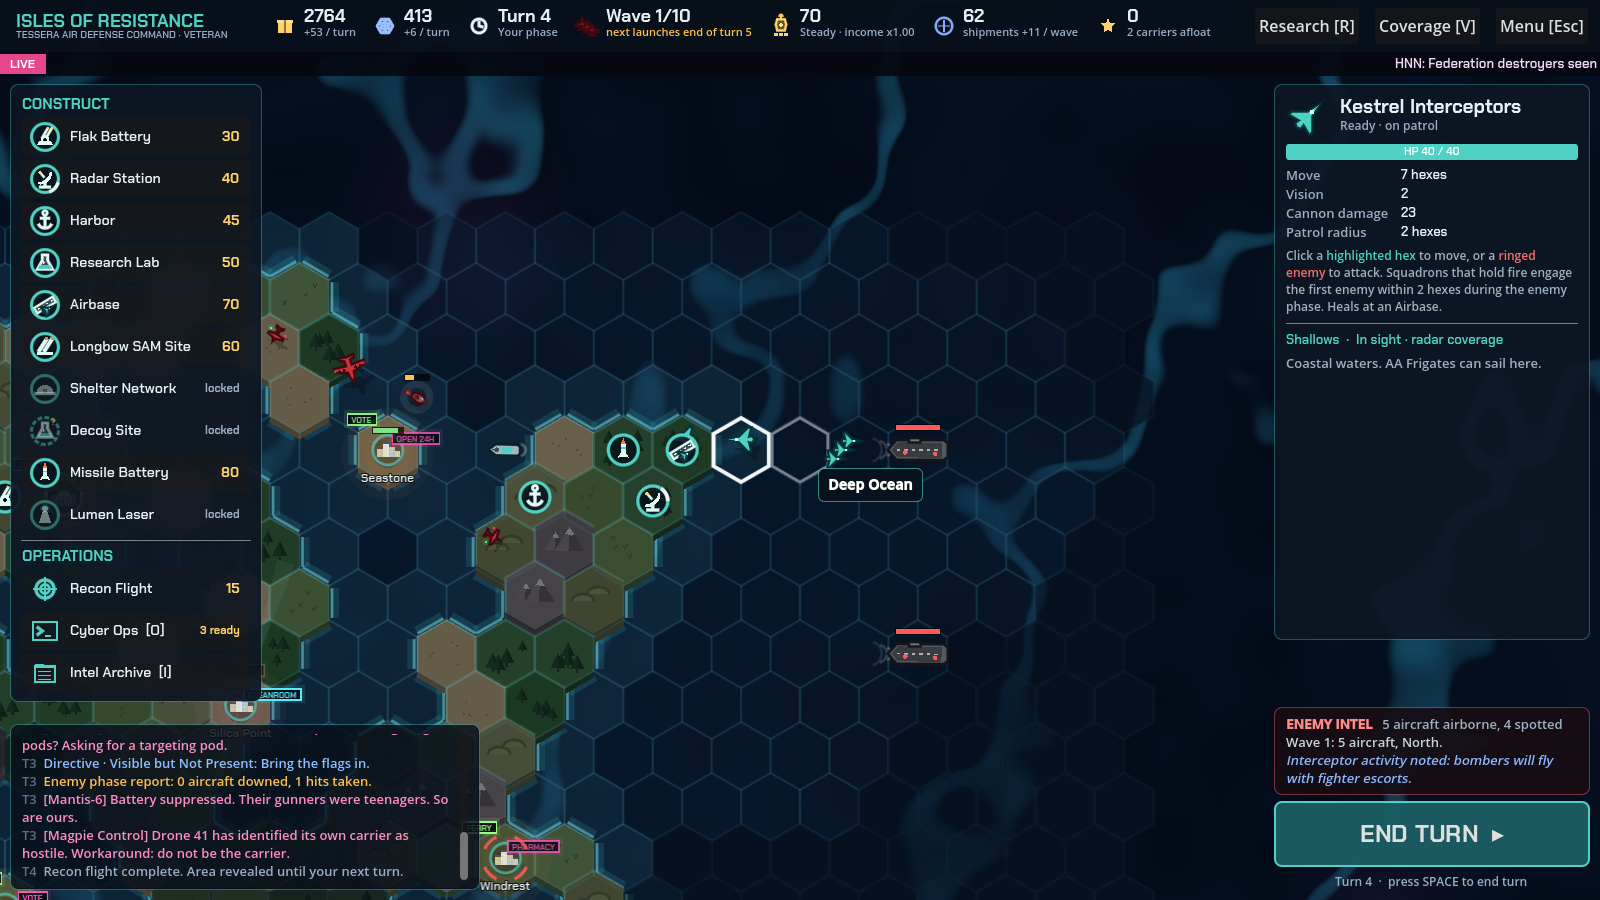 ISLES OF RESISTANCE
TESSERA AIR DEFENSE COMMAND · VETERAN
2764
+53 / turn
413
+6 / turn
Turn 4
Your phase
Wave 1/10
next launches end of turn 5
70
Steady · income x1.00
62
shipments +11 / wave
0
2 carriers afloat
Research [R]
Coverage [V]
Menu [Esc]
LIVE
HNN: Federation destroyers seen
CONSTRUCT
Flak Battery 30
Radar Station 40
Harbor 45
Research Lab 50
Airbase 70
Longbow SAM Site 60
Shelter Network locked
Decoy Site locked
Missile Battery 80
Lumen Laser locked
OPERATIONS
Recon Flight 15
Cyber Ops [O] 3 ready
Intel Archive [I]
VOTE
OPEN 24H
Seastone
Deep Ocean
Silica Point
PHARMACY
Windrest
VOTE
pods? Asking for a targeting pod.
T3 Directive · Visible but Not Present: Bring the flags in.
T3 Enemy phase report: 0 aircraft downed, 1 hits taken.
T3 [Mantis-6] Battery suppressed. Their gunners were teenagers. So
are ours.
T3 [Magpie Control] Drone 41 has identified its own carrier as
hostile. Workaround: do not be the carrier.
T4 Recon flight complete. Area revealed until your next turn.
Kestrel Interceptors
Ready · on patrol
HP 40 / 40
Move 7 hexes
Vision 2
Cannon damage 23
Patrol radius 2 hexes
Click a highlighted hex to move, or a ringed
enemy to attack. Squadrons that hold fire engage
the first enemy within 2 hexes during the enemy
phase. Heals at an Airbase.
Shallows · In sight · radar coverage
Coastal waters. AA Frigates can sail here.
ENEMY INTEL 5 aircraft airborne, 4 spotted
Wave 1: 5 aircraft, North.
Interceptor activity noted: bombers will fly
with fighter escorts.
END TURN ►
Turn 4 · press SPACE to end turn